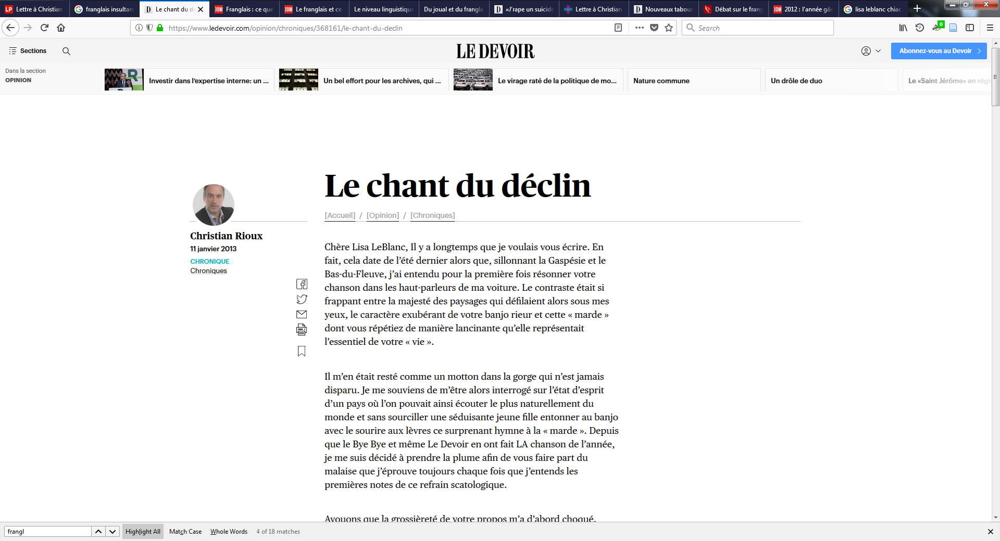 Lettre à Christian
franglais insultan
Le chant du dé
Franglais : ce que
Le franglais et ce
Le niveau linguistique
Du joual et du frangla
«J'rape un suicide
Lettre à Christian
Nouveaux tabous
Débat sur le frang
2012 : l'année gâc
lisa leblanc chiac
https://www.ledevoir.com/opinion/chroniques/368161/le-chant-du-declin
Search
0
Sections
LE DEVOIR
Abonnez-vous au Devoir
Dans la section
OPINION
Investir dans l'expertise interne: un ...
Un bel effort pour les archives, qui ...
Le virage raté de la politique de mo...
Nature commune
Un drôle de duo
Le «Saint Jérôme» en régi
Le chant du déclin
[Accueil] / [Opinion] / [Chroniques]
Christian Rioux
11 janvier 2013
CHRONIQUE
Chroniques
Chère Lisa LeBlanc, Il y a longtemps que je voulais vous écrire. En
fait, cela date de l'été dernier alors que, sillonnant la Gaspésie et le
Bas-du-Fleuve, j'ai entendu pour la première fois résonner votre
chanson dans les haut-parleurs de ma voiture. Le contraste était si
frappant entre la majesté des paysages qui défilaient alors sous mes
yeux, le caractère exubérant de votre banjo rieur et cette « marde »
dont vous répétiez de manière lancinante qu'elle représentait
l'essentiel de votre « vie ».
Il m'en était resté comme un motton dans la gorge qui n'est jamais
disparu. Je me souviens de m'être alors interrogé sur l'état d'esprit
d'un pays où l'on pouvait ainsi écouter le plus naturellement du
monde et sans sourciller une séduisante jeune fille entonner au banjo
avec le sourire aux lèvres ce surprenant hymne à la « marde ». Depuis
que le Bye Bye et même Le Devoir en ont fait LA chanson de l'année,
je me suis décidé à prendre la plume afin de vous faire part du
malaise que j'éprouve toujours chaque fois que j'entends les
premières notes de ce refrain scatologique.
Avouons que la grossièreté de votre propos m'a d'abord choqué.
frangl
Highlight All
Match Case
Whole Words
4 of 18 matches